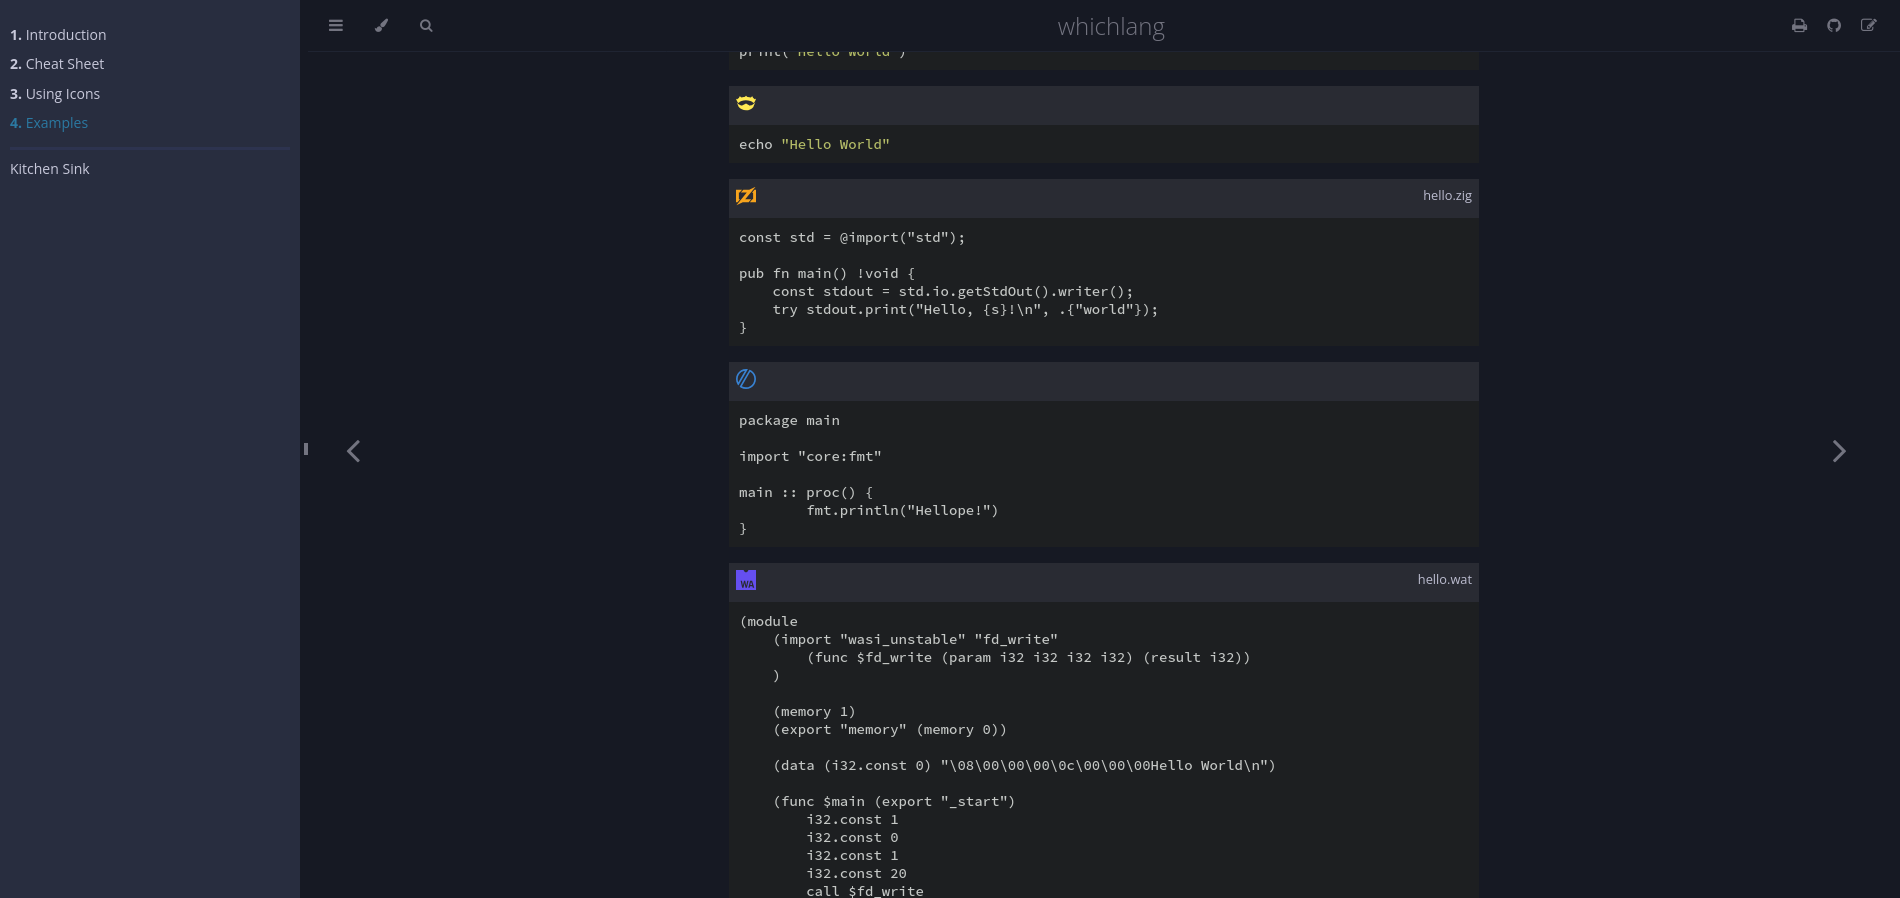 1. Introduction
2. Cheat Sheet
3. Using Icons
4. Examples
Kitchen Sink
whichlang
print("Hello World")
echo "Hello World"
hello.zig
const std = @import("std");
pub fn main() !void {
    const stdout = std.io.getStdOut().writer();
    try stdout.print("Hello, {s}!\n", .{"world"});
}
package main
import "core:fmt"
main :: proc() {
        fmt.println("Hellope!")
}
WA
hello.wat
(module
    (import "wasi_unstable" "fd_write"
        (func $fd_write (param i32 i32 i32 i32) (result i32))
    )
    (memory 1)
    (export "memory" (memory 0))
    (data (i32.const 0) "\08\00\00\00\0c\00\00\00Hello World\n")
    (func $main (export "_start")
        i32.const 1
        i32.const 0
        i32.const 1
        i32.const 20
        call $fd_write